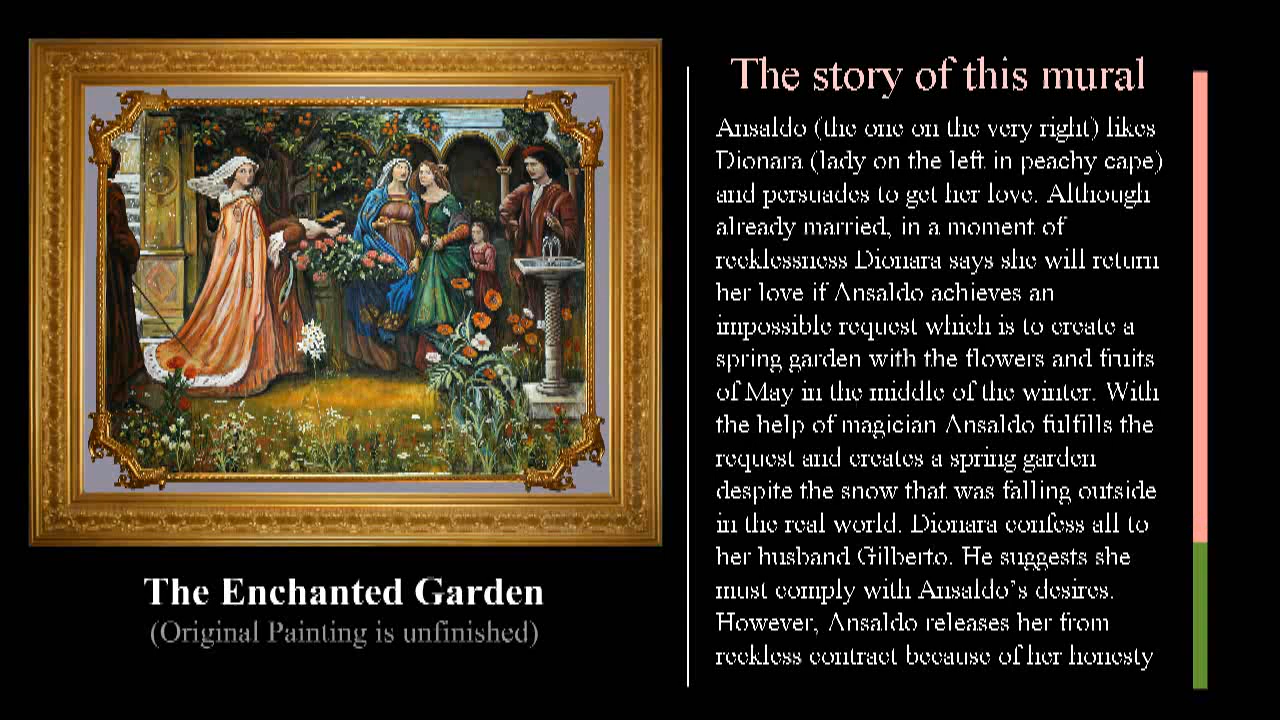 The story of this mural
Ansaldo (the one on the very right) likes
Dionara (lady on the left in peachy cape)
and persuades to get her love. Although
already married, in a moment of
recklessness Dionara says she will return
her love if Ansaldo achieves an
impossible request which is to create a
spring garden with the flowers and fruits
of May in the middle of the winter. With
the help of magician Ansaldo fulfills the
request and creates a spring garden
despite the snow that was falling outside
in the real world. Dionara confess all to
her husband Gilberto. He suggests she
must comply with Ansaldo's desires.
However, Ansaldo releases her from
reckless contract because of her honesty
The Enchanted Garden
(Original Painting is unfinished)